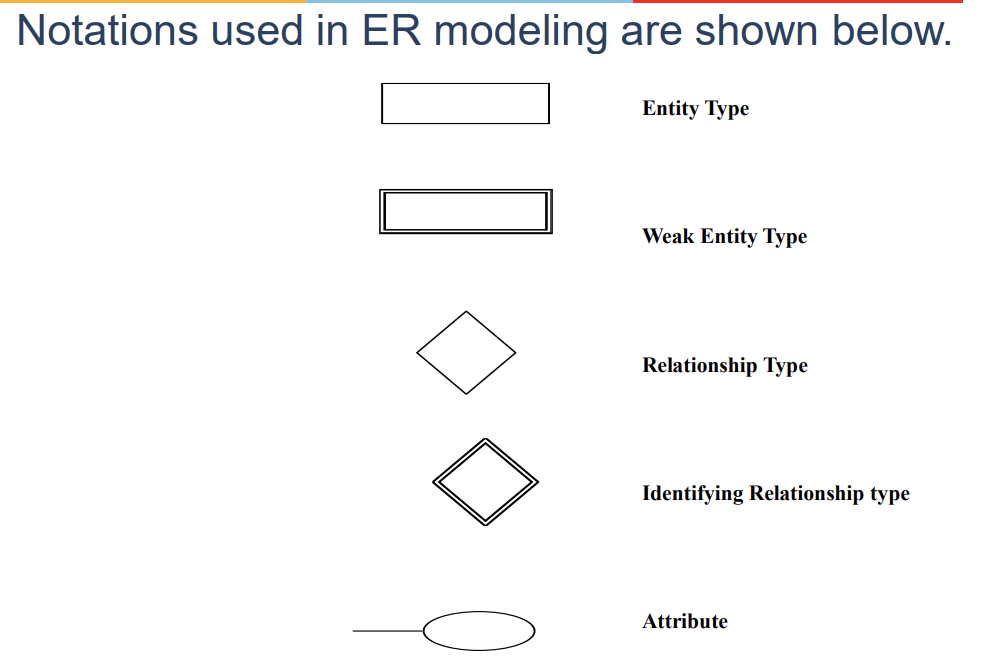 Notations used in ER modeling are shown below.
Entity Type
Weak Entity Type
Relationship Type
Identifying Relationship type
Attribute